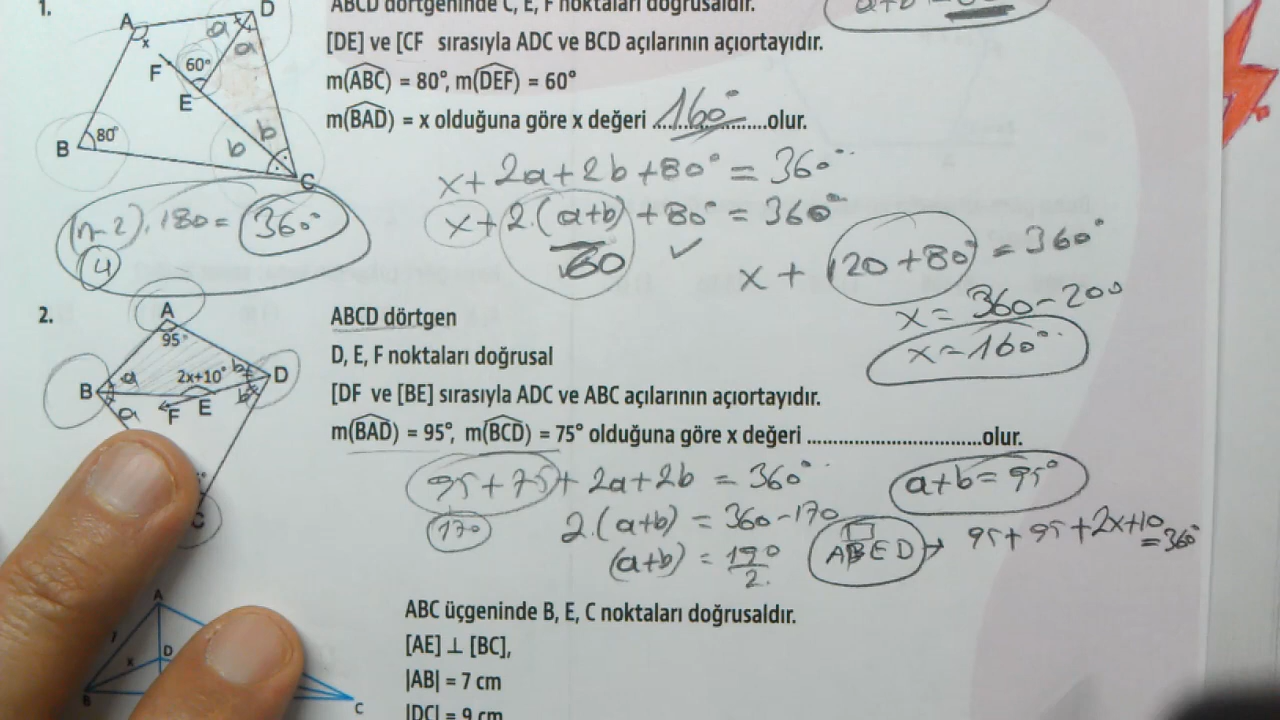 1.
ABCD dörtgeninde C, E, F noktaları doğrusaldır.
a+b =
[DE] ve [CF sırasıyla ADC ve BCD açılarının açıortayıdır.
m(ABC) = 80°, m(DEF) = 60°
m(BAD) = x olduğuna göre x değeri 160° olur.
A
D
x
a
a
F
60°
E
B
80°
b
b
C
x + 2a + 2b + 80° = 360°
x + 2.(a+b) + 80° = 360°
60
(n-2).180 = 360°
4
x + 120 + 80° = 360°
x = 360 - 200
x = 160°
2.
A
95°
B
a
a
2x+10°
b
b
D
F
E
C
ABCD dörtgen
D, E, F noktaları doğrusal
[DF ve [BE] sırasıyla ADC ve ABC açılarının açıortayıdır.
m(BAD) = 95°, m(BCD) = 75° olduğuna göre x değeri ................................olur.
95 + 75 + 2a + 2b = 360°
170
2.(a+b) = 360 - 170
(a+b) = 190/2
a+b = 95°
ABED → 95 + 95 + 2x + 10 = 360°
A
7
x
D
B
C
ABC üçgeninde B, E, C noktaları doğrusaldır.
[AE] ⊥ [BC],
|AB| = 7 cm
|DC| = 9 cm